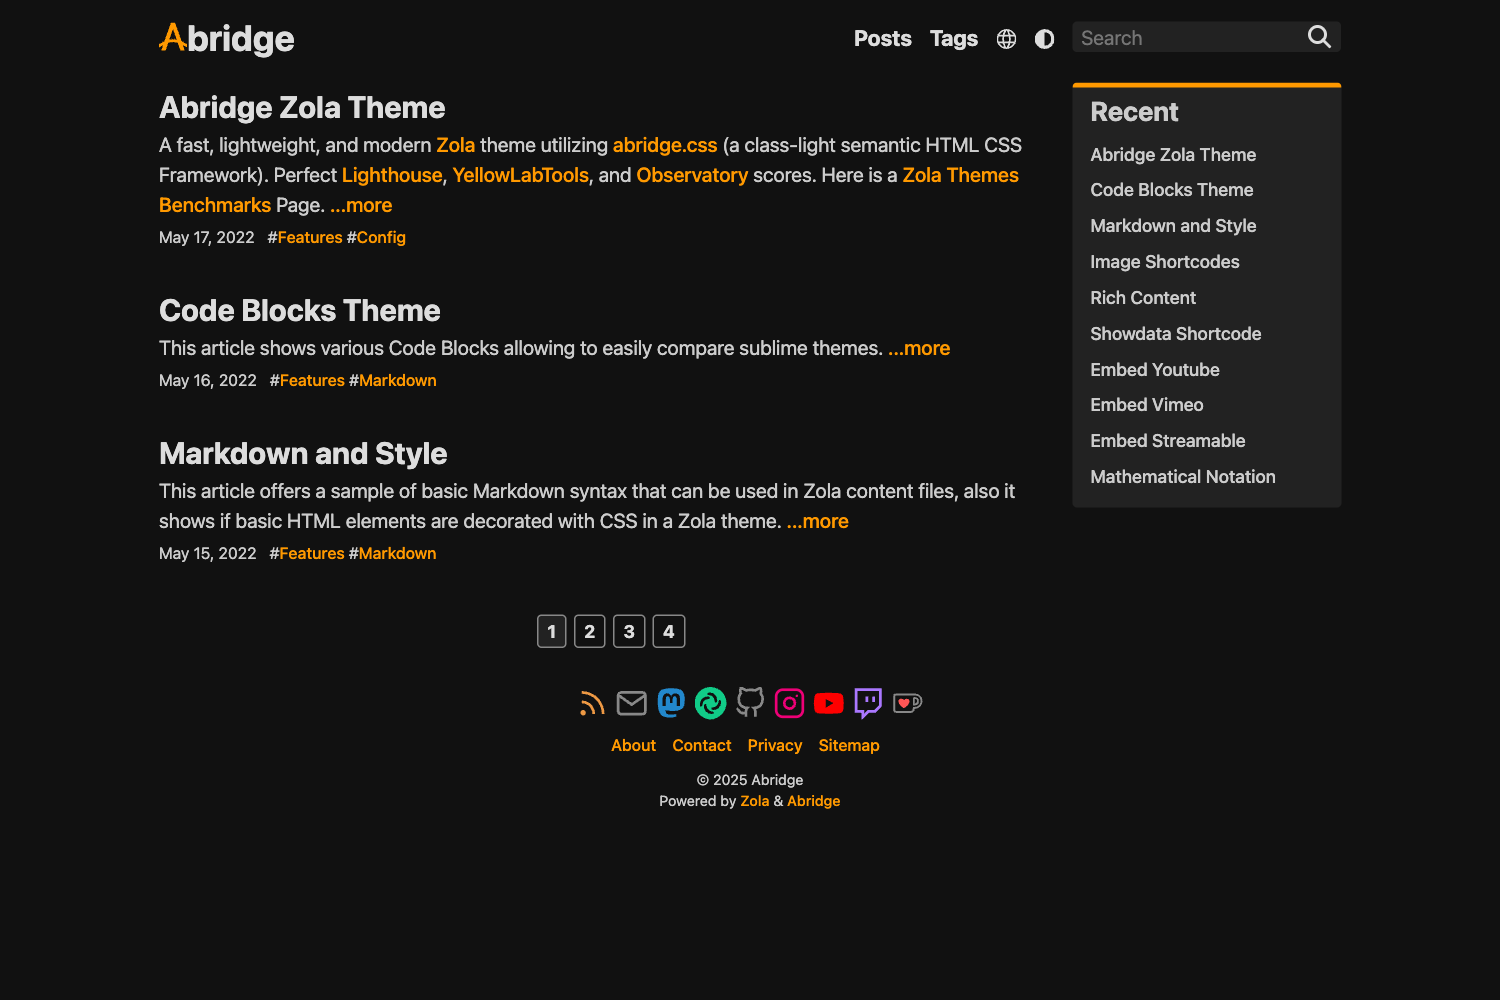 Abridge
Posts Tags Search
Abridge Zola Theme
A fast, lightweight, and modern Zola theme utilizing abridge.css (a class-light semantic HTML CSS
Framework). Perfect Lighthouse, YellowLabTools, and Observatory scores. Here is a Zola Themes
Benchmarks Page. ...more
May 17, 2022 #Features #Config
Code Blocks Theme
This article shows various Code Blocks allowing to easily compare sublime themes. ...more
May 16, 2022 #Features #Markdown
Markdown and Style
This article offers a sample of basic Markdown syntax that can be used in Zola content files, also it
shows if basic HTML elements are decorated with CSS in a Zola theme. ...more
May 15, 2022 #Features #Markdown
1 2 3 4
Recent
Abridge Zola Theme
Code Blocks Theme
Markdown and Style
Image Shortcodes
Rich Content
Showdata Shortcode
Embed Youtube
Embed Vimeo
Embed Streamable
Mathematical Notation
About Contact Privacy Sitemap
© 2025 Abridge
Powered by Zola & Abridge